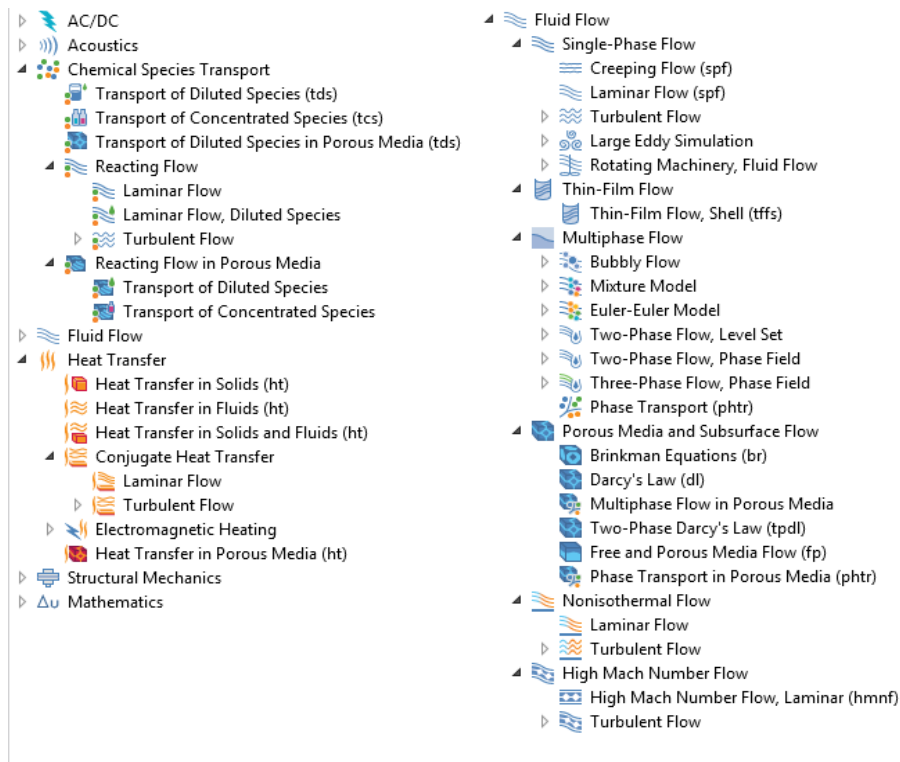 AC/DC
Acoustics
Chemical Species Transport
Transport of Diluted Species (tds)
Transport of Concentrated Species (tcs)
Transport of Diluted Species in Porous Media (tds)
Reacting Flow
Laminar Flow
Laminar Flow, Diluted Species
Turbulent Flow
Reacting Flow in Porous Media
Transport of Diluted Species
Transport of Concentrated Species
Fluid Flow
Heat Transfer
Heat Transfer in Solids (ht)
Heat Transfer in Fluids (ht)
Heat Transfer in Solids and Fluids (ht)
Conjugate Heat Transfer
Laminar Flow
Turbulent Flow
Electromagnetic Heating
Heat Transfer in Porous Media (ht)
Structural Mechanics
Δu Mathematics
Fluid Flow
Single-Phase Flow
Creeping Flow (spf)
Laminar Flow (spf)
Turbulent Flow
Large Eddy Simulation
Rotating Machinery, Fluid Flow
Thin-Film Flow
Thin-Film Flow, Shell (tffs)
Multiphase Flow
Bubbly Flow
Mixture Model
Euler-Euler Model
Two-Phase Flow, Level Set
Two-Phase Flow, Phase Field
Three-Phase Flow, Phase Field
Phase Transport (phtr)
Porous Media and Subsurface Flow
Brinkman Equations (br)
Darcy's Law (dl)
Multiphase Flow in Porous Media
Two-Phase Darcy's Law (tpdl)
Free and Porous Media Flow (fp)
Phase Transport in Porous Media (phtr)
Nonisothermal Flow
Laminar Flow
Turbulent Flow
High Mach Number Flow
High Mach Number Flow, Laminar (hmnf)
Turbulent Flow